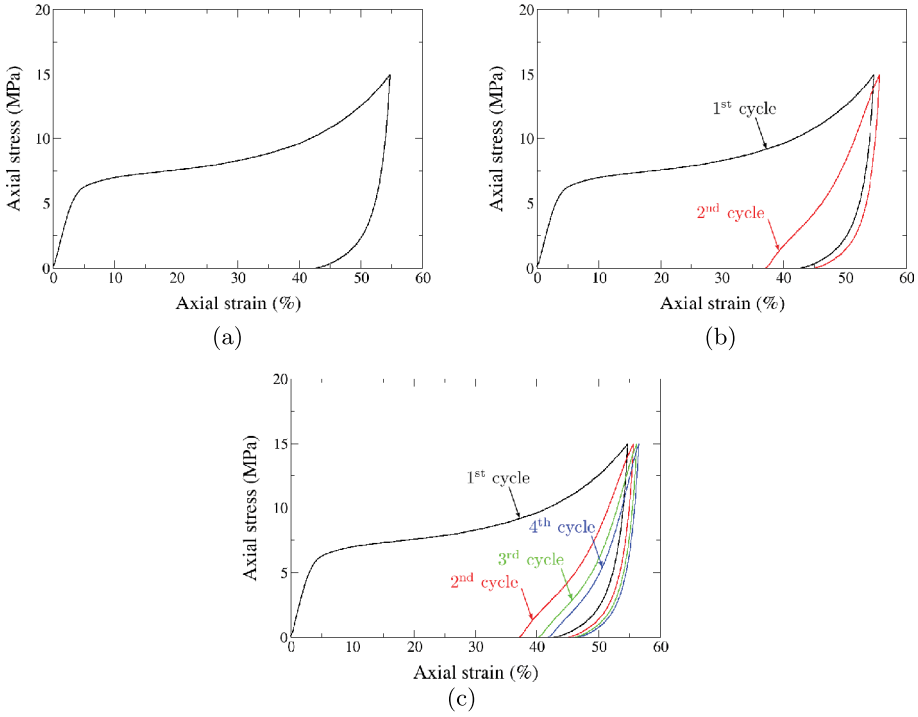 20
15
10
5
0
Axial stress (MPa)
0 10 20 30 40 50 60
Axial strain (%)
(a)
20
15
10
5
0
Axial stress (MPa)
1st cycle
2nd cycle
0 10 20 30 40 50 60
Axial strain (%)
(b)
20
15
10
5
0
Axial stress (MPa)
1st cycle
4th cycle
3rd cycle
2nd cycle
0 10 20 30 40 50 60
Axial strain (%)
(c)